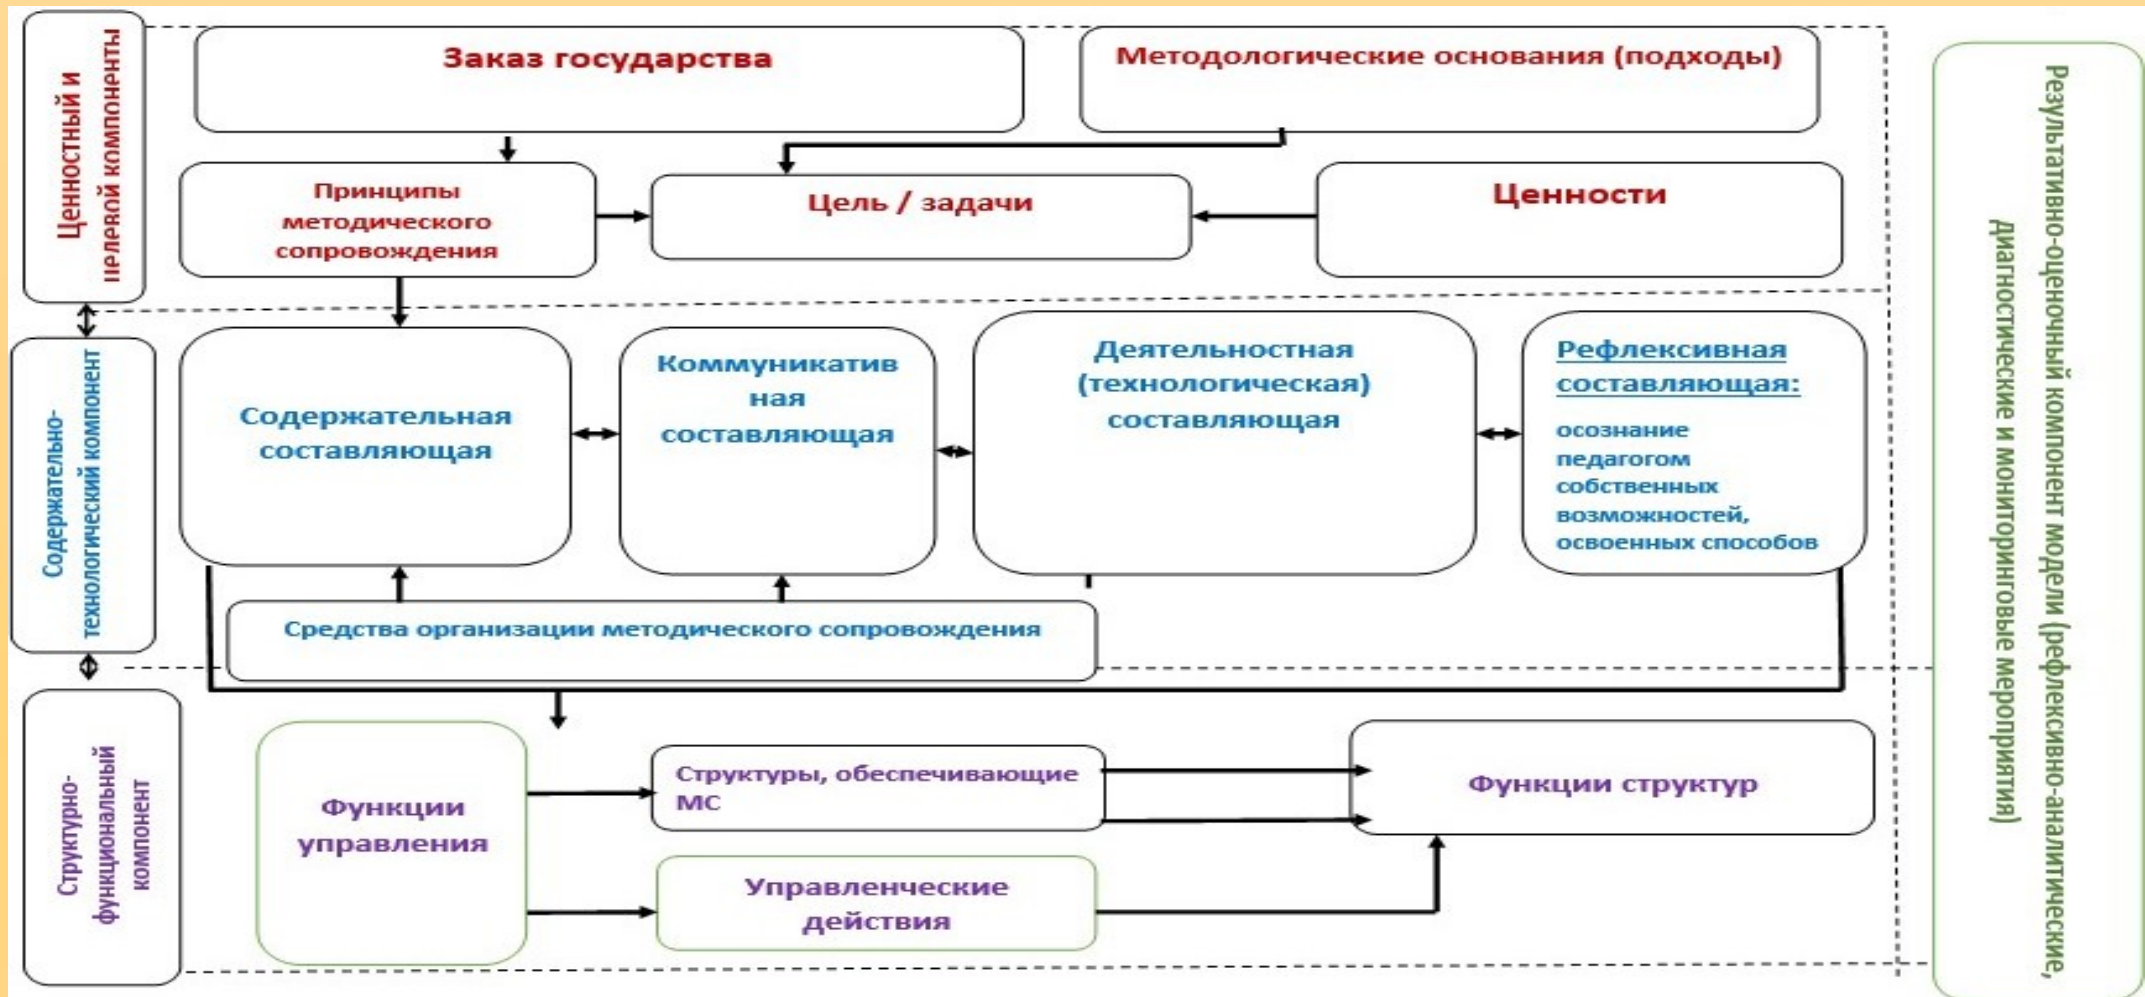 Ценностный и
целевой компоненты
Заказ государства
Методологические основания (подходы)
Принципы
методического
сопровождения
Цель / задачи
Ценности
Содержательно-
технологический компонент
Содержательная
составляющая
Коммуникатив
ная
составляющая
Деятельностная
(технологическая)
составляющая
Рефлексивная
составляющая:
осознание
педагогом
собственных
возможностей,
освоенных способов
Средства организации методического сопровождения
Структурно-
функциональный
компонент
Функции
управления
Структуры, обеспечивающие
МС
Управленческие
действия
Функции структур
Результативно-оценочный компонент модели (рефлексивно-аналитические,
диагностические и мониторинговые мероприятия)